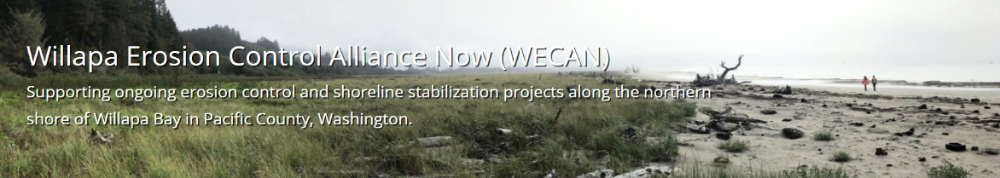 Willapa Erosion Control Alliance Now (WECAN)
Supporting ongoing erosion control and shoreline stabilization projects along the northern
shore of Willapa Bay in Pacific County, Washington.